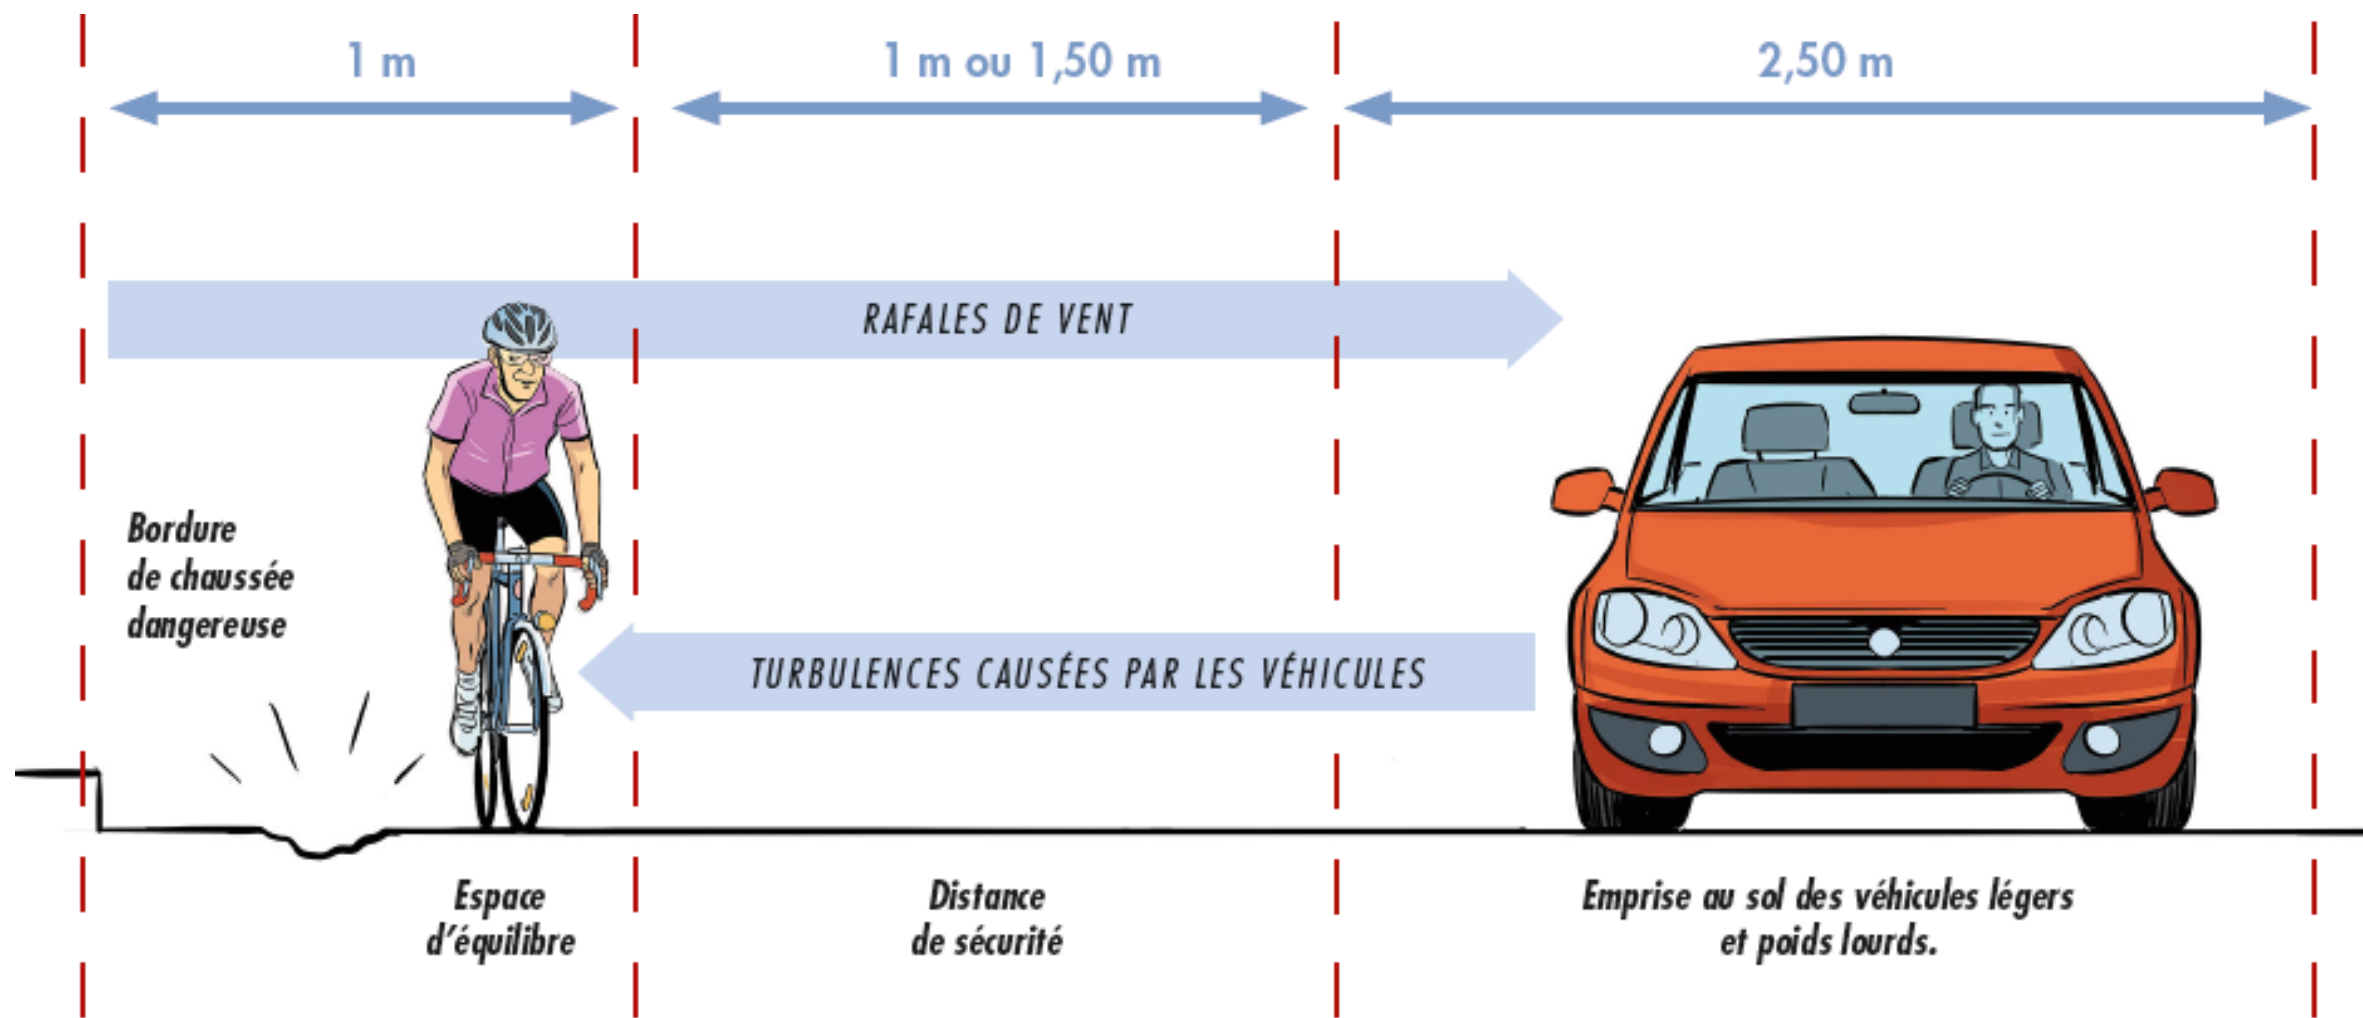 1 m
1 m ou 1,50 m
2,50 m
RAFALES DE VENT
Bordure
de chaussée
dangereuse
TURBULENCES CAUSÉES PAR LES VÉHICULES
Espace
d'équilibre
Distance
de sécurité
Emprise au sol des véhicules légers
et poids lourds.